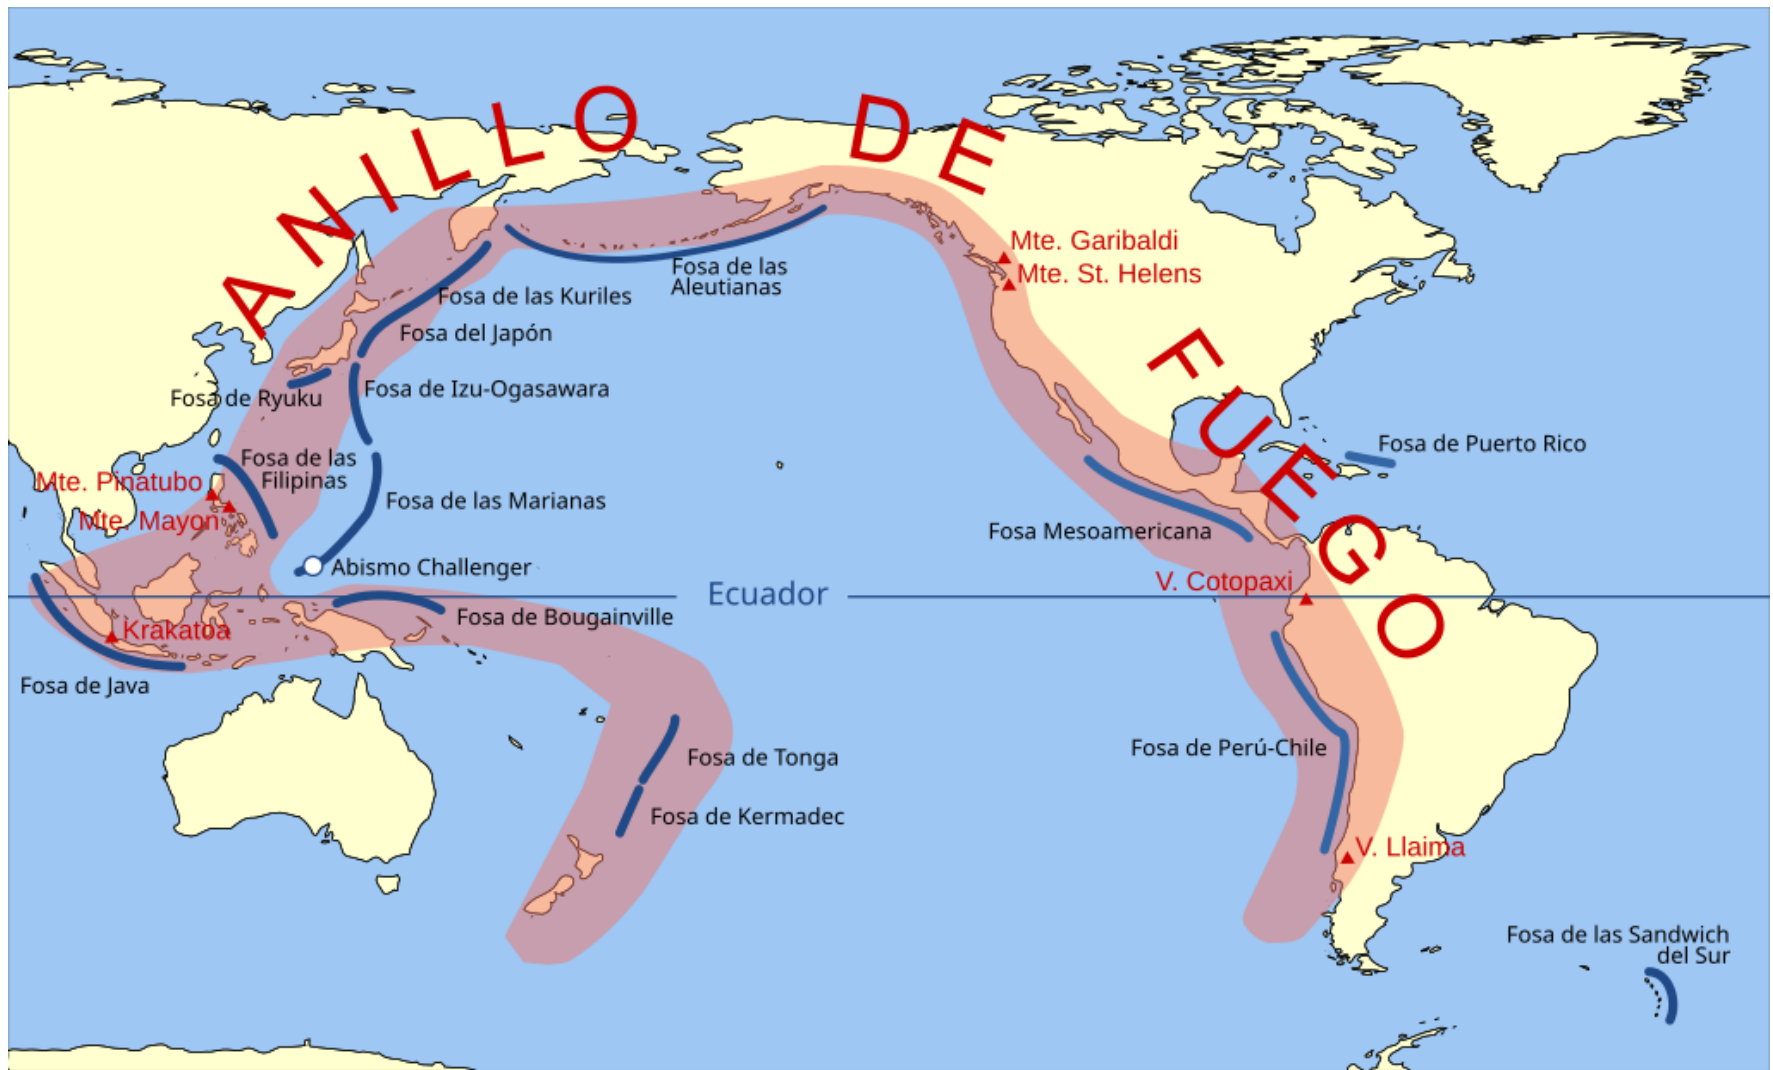 ANILLO DE FUEGO
Mte. Garibaldi
Mte. St. Helens
Fosa de las
Aleutianas
Fosa de las Kuriles
Fosa del Japón
Fosa de Izu-Ogasawara
Fosa de Ryuku
Fosa de Puerto Rico
Fosa de las
Filipinas
Mte. Pinatubo
Mte. Mayon
Fosa de las Marianas
Fosa Mesoamericana
Abismo Challenger
V. Cotopaxi
Ecuador
Fosa de Bougainville
Krakatoa
Fosa de Java
Fosa de Perú-Chile
Fosa de Tonga
Fosa de Kermadec
V. Llaima
Fosa de las Sandwich
del Sur